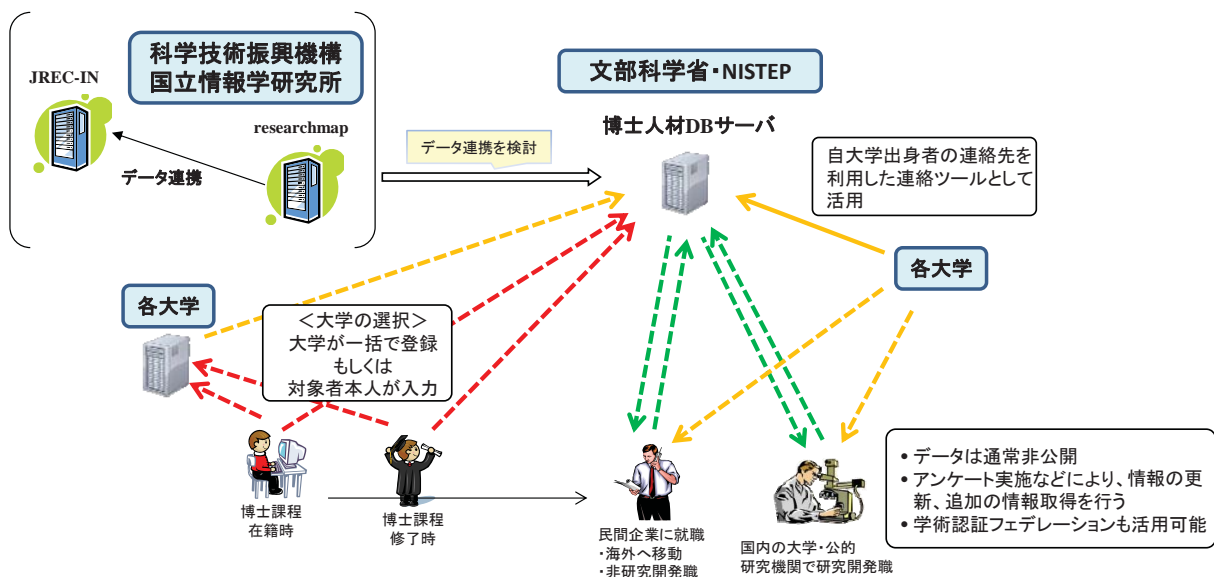 科学技術振興機構
国立情報学研究所
JREC-IN
researchmap
データ連携
データ連携を検討
文部科学省・NISTEP
博士人材DBサーバ
自大学出身者の連絡先を
利用した連絡ツールとして
活用
各大学
各大学
＜大学の選択＞
大学が一括で登録
もしくは
対象者本人が入力
博士課程
在籍時
博士課程
修了時
民間企業に就職
・海外へ移動
・非研究開発職
国内の大学・公的
研究機関で研究開発職
• データは通常非公開
• アンケート実施などにより、情報の更
新、追加の情報取得を行う
• 学術認証フェデレーションも活用可能